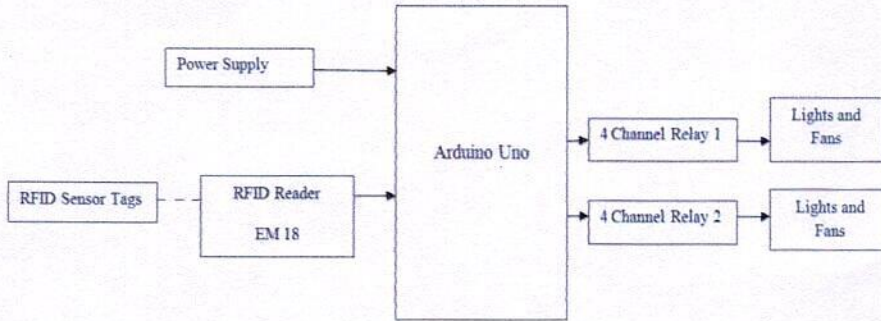 Power Supply
RFID Sensor Tags
RFID Reader
EM 18
Arduino Uno
4 Channel Relay 1
Lights and
Fans
4 Channel Relay 2
Lights and
Fans